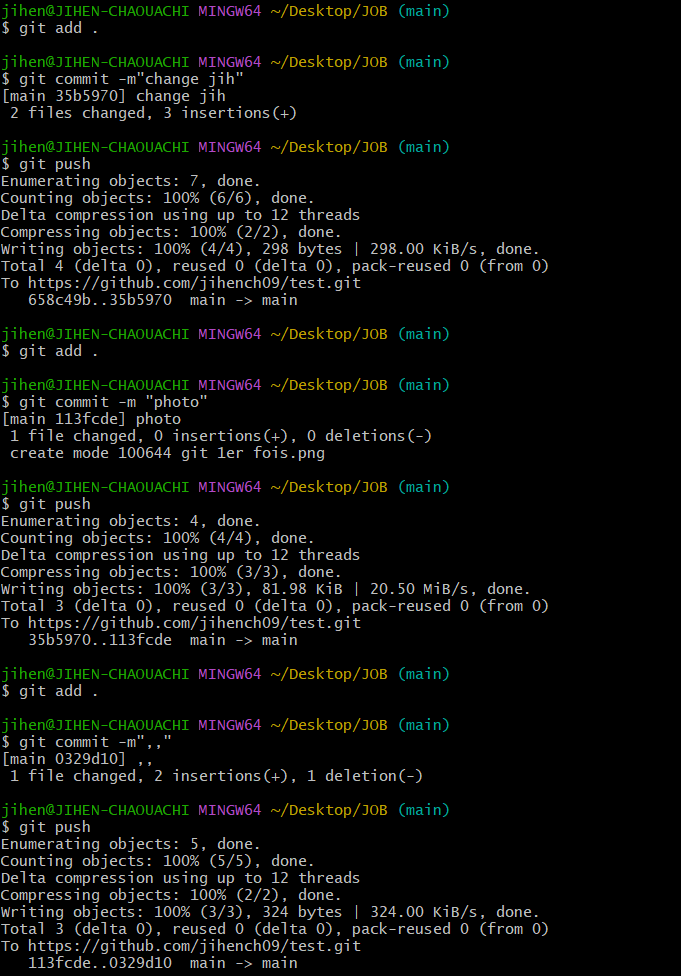 jihen@JIHEN-CHAOUACHI MINGW64 ~/Desktop/JOB (main)
$ git add .
jihen@JIHEN-CHAOUACHI MINGW64 ~/Desktop/JOB (main)
$ git commit -m"change jih"
[main 35b5970] change jih
 2 files changed, 3 insertions(+)
jihen@JIHEN-CHAOUACHI MINGW64 ~/Desktop/JOB (main)
$ git push
Enumerating objects: 7, done.
Counting objects: 100% (6/6), done.
Delta compression using up to 12 threads
Compressing objects: 100% (2/2), done.
Writing objects: 100% (4/4), 298 bytes | 298.00 KiB/s, done.
Total 4 (delta 0), reused 0 (delta 0), pack-reused 0 (from 0)
To https://github.com/jihench09/test.git
   658c49b..35b5970  main -> main
jihen@JIHEN-CHAOUACHI MINGW64 ~/Desktop/JOB (main)
$ git add .
jihen@JIHEN-CHAOUACHI MINGW64 ~/Desktop/JOB (main)
$ git commit -m "photo"
[main 113fcde] photo
 1 file changed, 0 insertions(+), 0 deletions(-)
 create mode 100644 git 1er fois.png
jihen@JIHEN-CHAOUACHI MINGW64 ~/Desktop/JOB (main)
$ git push
Enumerating objects: 4, done.
Counting objects: 100% (4/4), done.
Delta compression using up to 12 threads
Compressing objects: 100% (3/3), done.
Writing objects: 100% (3/3), 81.98 KiB | 20.50 MiB/s, done.
Total 3 (delta 0), reused 0 (delta 0), pack-reused 0 (from 0)
To https://github.com/jihench09/test.git
   35b5970..113fcde  main -> main
jihen@JIHEN-CHAOUACHI MINGW64 ~/Desktop/JOB (main)
$ git add .
jihen@JIHEN-CHAOUACHI MINGW64 ~/Desktop/JOB (main)
$ git commit -m",,"
[main 0329d10] ,,
 1 file changed, 2 insertions(+), 1 deletion(-)
jihen@JIHEN-CHAOUACHI MINGW64 ~/Desktop/JOB (main)
$ git push
Enumerating objects: 5, done.
Counting objects: 100% (5/5), done.
Delta compression using up to 12 threads
Compressing objects: 100% (2/2), done.
Writing objects: 100% (3/3), 324 bytes | 324.00 KiB/s, done.
Total 3 (delta 0), reused 0 (delta 0), pack-reused 0 (from 0)
To https://github.com/jihench09/test.git
   113fcde..0329d10  main -> main